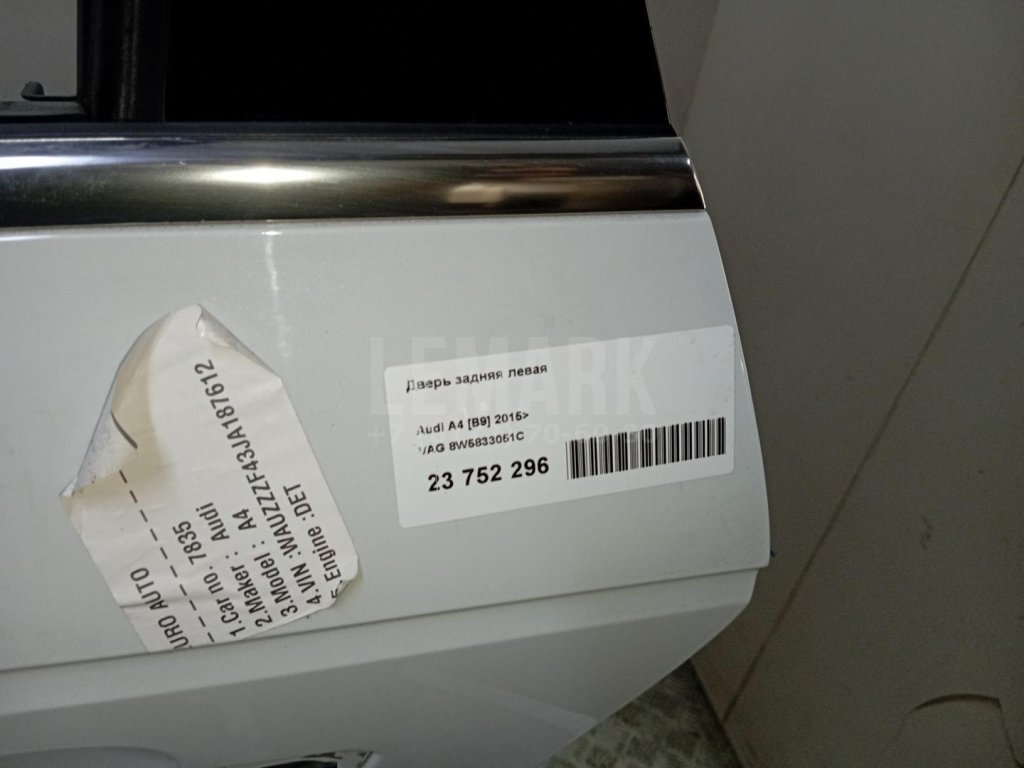 EURO AUTO
1.Car no. 7835
2.Maker : Audi
3.Model : A4
4.VIN :WAUZZZF43JA187612
5.Engine :DET
Дверь задняя левая
Audi A4 [B9] 2015>
VAG 8W5833051C
23 752 296
LEMARK